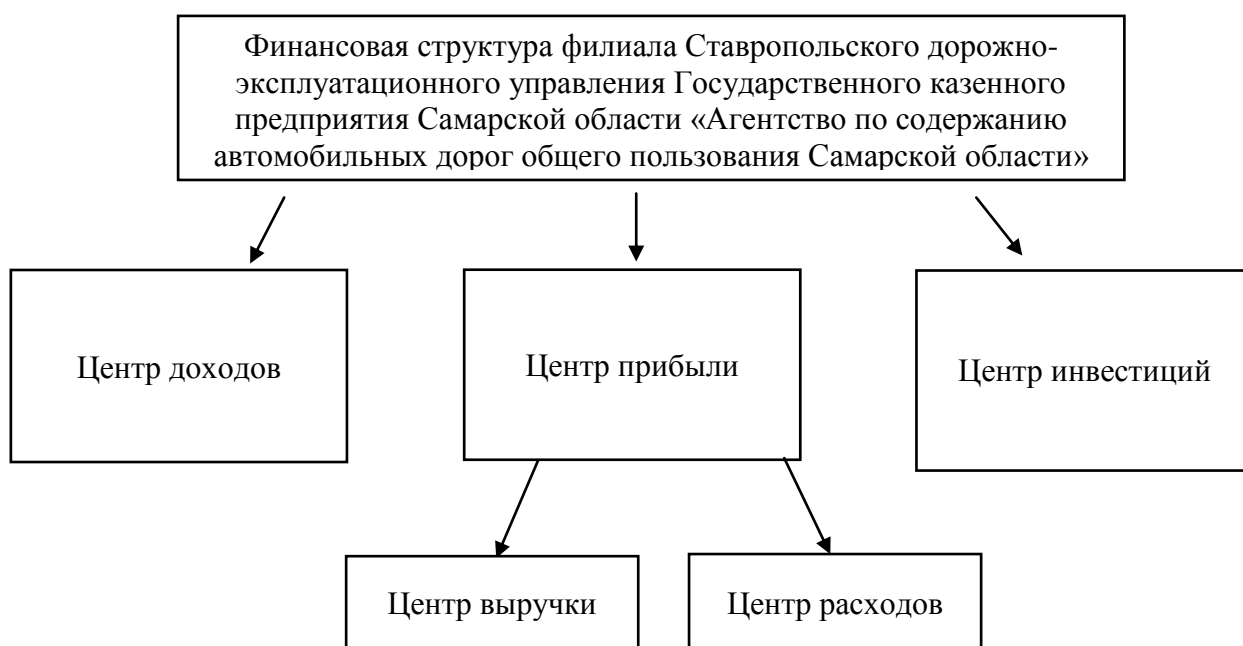 Финансовая структура филиала Ставропольского дорожно-
эксплуатационного управления Государственного казенного
предприятия Самарской области «Агентство по содержанию
автомобильных дорог общего пользования Самарской области»
Центр доходов
Центр прибыли
Центр инвестиций
Центр выручки
Центр расходов